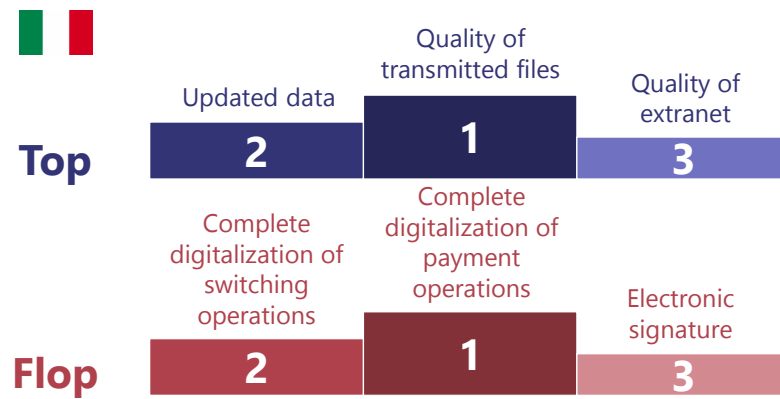 Quality of
transmitted files
Updated data
Quality of
extranet
Top
2
1
3
Complete
digitalization of
switching
operations
Complete
digitalization of
payment
operations
Electronic
signature
Flop
2
1
3